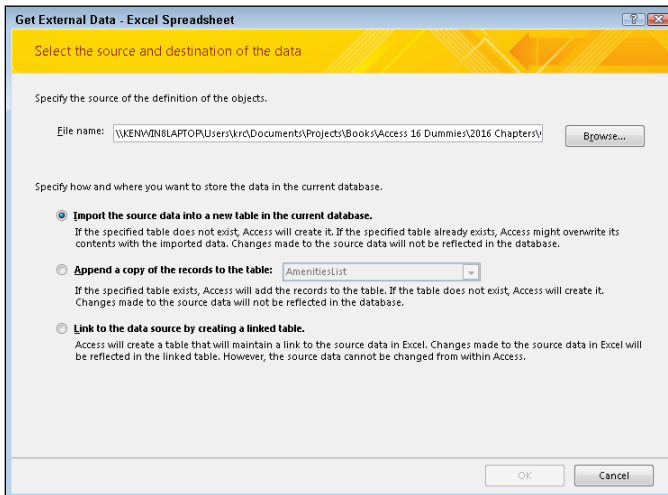 Get External Data - Excel Spreadsheet
Select the source and destination of the data
Specify the source of the definition of the objects.
File name: \\KENWIN8LAPTOP\Users\krc\Documents\Projects\Books\Access 16 Dummies\2016 Chapters\ Browse...
Specify how and where you want to store the data in the current database.
Import the source data into a new table in the current database.
If the specified table does not exist, Access will create it. If the specified table already exists, Access might overwrite its
contents with the imported data. Changes made to the source data will not be reflected in the database.
Append a copy of the records to the table: AmenitiesList
If the specified table exists, Access will add the records to the table. If the table does not exist, Access will create it.
Changes made to the source data will not be reflected in the database.
Link to the data source by creating a linked table.
Access will create a table that will maintain a link to the source data in Excel. Changes made to the source data in Excel will
be reflected in the linked table. However, the source data cannot be changed from within Access.
OK Cancel